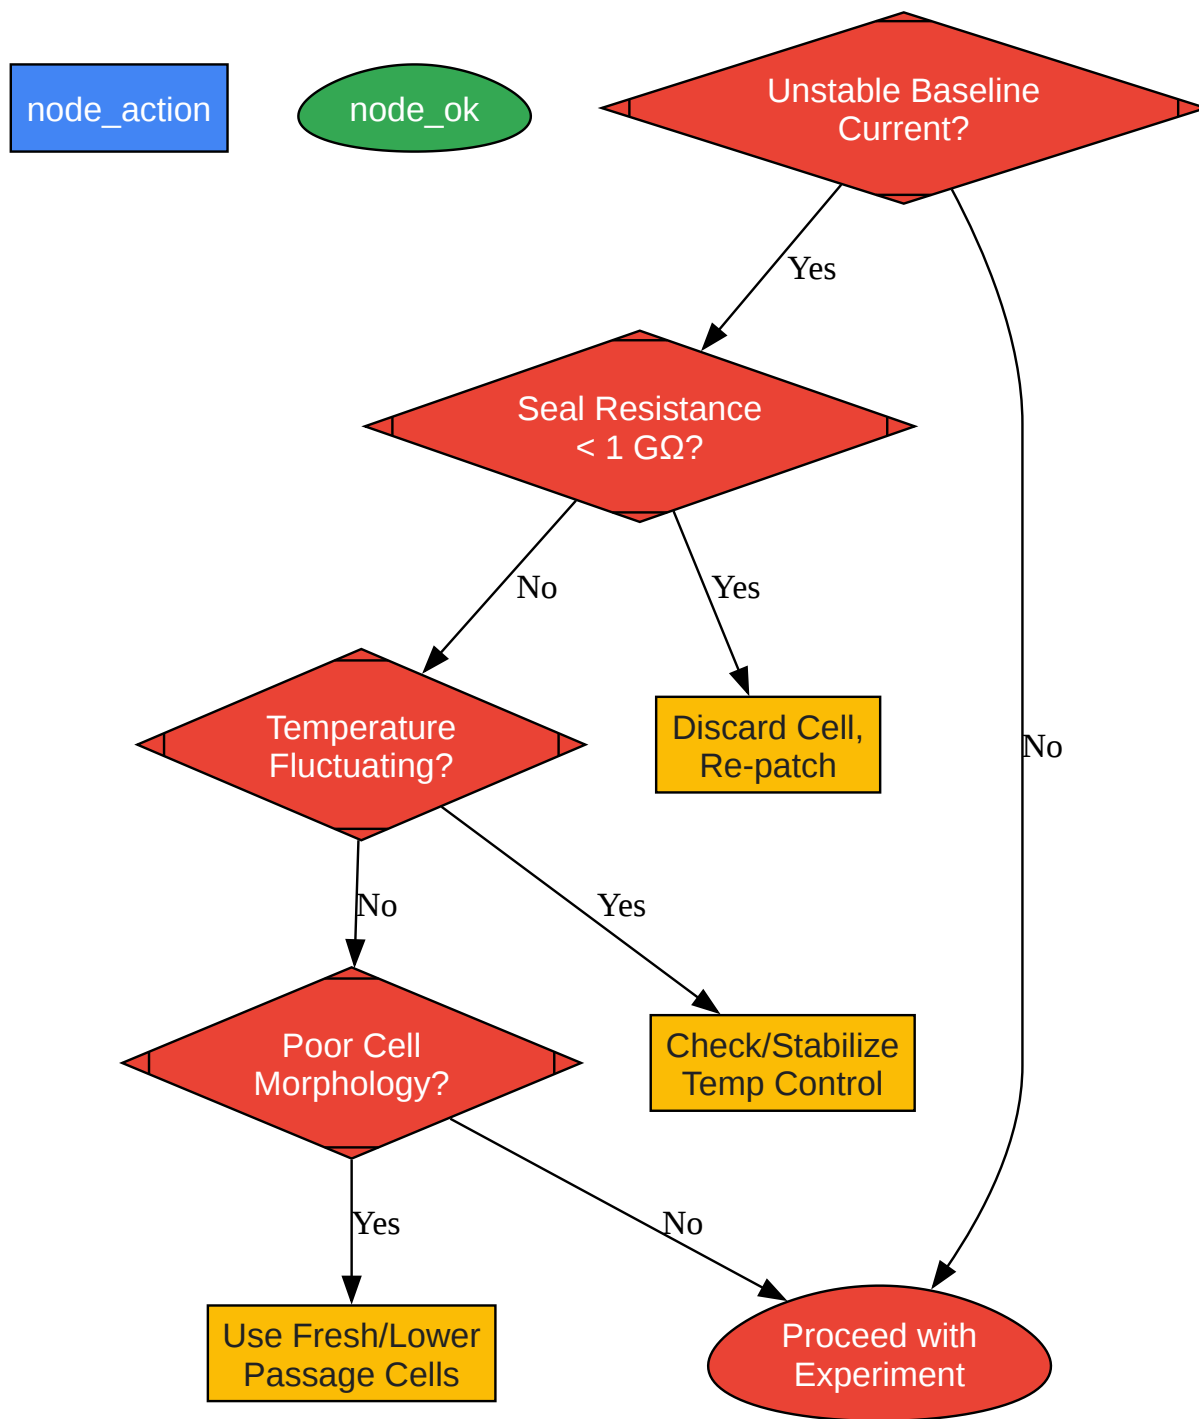 node_action
node_ok
Unstable Baseline
Current?
Yes
Seal Resistance
< 1 GΩ?
No
Yes
Temperature
Fluctuating?
Discard Cell,
Re-patch
No
No
Yes
Poor Cell
Morphology?
Check/Stabilize
Temp Control
Yes
No
Use Fresh/Lower
Passage Cells
Proceed with
Experiment